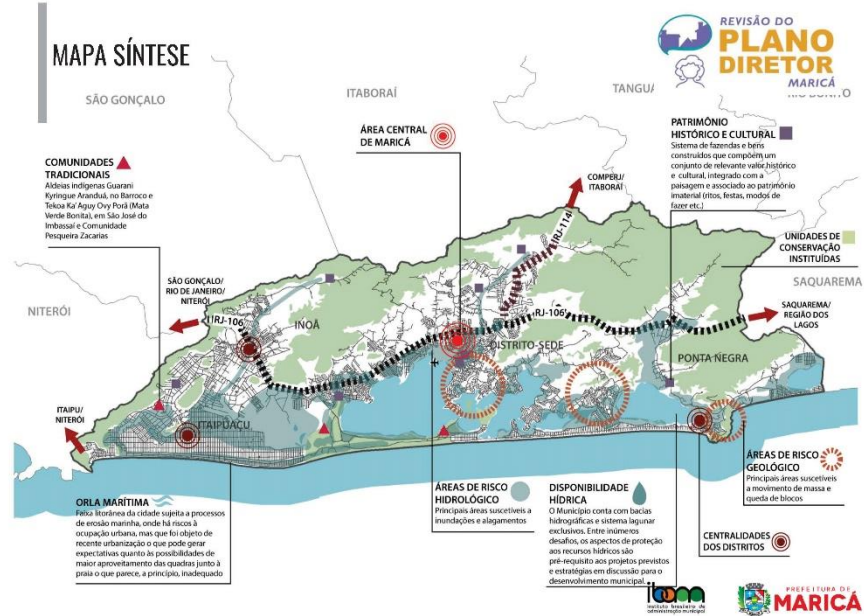 MAPA SÍNTESE
REVISÃO DO
PLANO
DIRETOR
MARICÁ
SÃO GONÇALO
ITABORAÍ
TANGUÁ
RIO BONITO
ÁREA CENTRAL
DE MARICÁ
PATRIMÔNIO
HISTÓRICO E CULTURAL
Sistema de fazendas e bens
construídos que compõem um
conjunto de relevante valor histórico
e cultural, integrado com a
paisagem e associado ao patrimônio
imaterial (ritos, festas, modos de
fazer etc.)
COMUNIDADES
TRADICIONAIS
Aldeias indígenas Guarani
Kyringue Aranduá, no Barroco e
Tekoa Ka' Aguy Ovy Porã (Mata
Verde Bonita), em São José do
Imbassaí e Comunidade
Pesqueira Zacarias
COMPERJ/
ITABORAÍ
RJ-114
UNIDADES DE
CONSERVAÇÃO
INSTITUÍDAS
SAQUAREMA
SÃO GONÇALO/
RIO DE JANEIRO/
NITERÓI
NITERÓI
RJ-106
INOÃ
RJ-106
SAQUAREMA/
REGIÃO DOS
LAGOS
DISTRITO-SEDE
PONTA NEGRA
ITAIPU/
NITERÓI
ITAIPUAÇU
ORLA MARÍTIMA
Faixa litorânea da cidade sujeita a processos
de erosão marinha, onde há riscos à
ocupação urbana, mas que foi objeto de
recente urbanização o que pode gerar
expectativas quanto às possibilidades de
maior aproveitamento das quadras junto à
praia o que parece, a princípio, inadequado
ÁREAS DE RISCO
HIDROLÓGICO
Principais áreas suscetíveis a
inundações e alagamentos
DISPONIBILIDADE
HÍDRICA
O Município conta com bacias
hidrográficas e sistema lagunar
exclusivos. Entre inúmeros
desafios, os aspectos de proteção
aos recursos hídricos são
pré-requisito aos projetos previstos
e estratégias em discussão para o
desenvolvimento municipal.
ÁREAS DE RISCO
GEOLÓGICO
Principais áreas suscetíveis
a movimento de massa e
queda de blocos
CENTRALIDADES
DOS DISTRITOS
ibam
instituto brasileiro de
administração municipal
PREFEITURA DE
MARICÁ